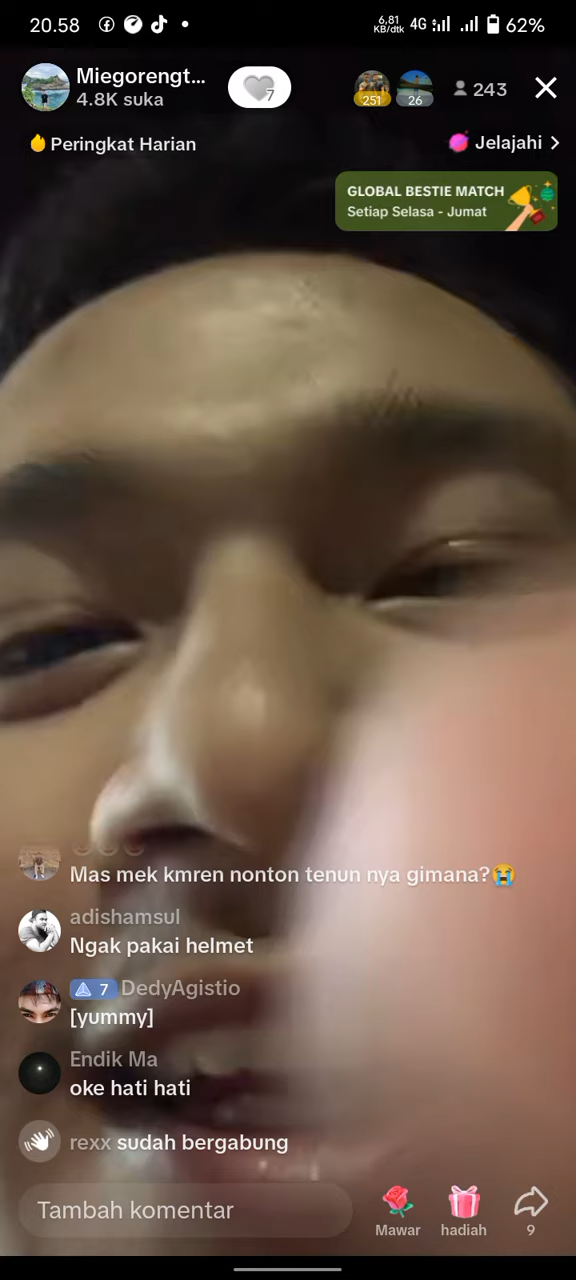 20.58
6,81
KB/dtk
4G
62%
Miegorengt...
4.8K suka
7
251
26
243
Peringkat Harian
Jelajahi
GLOBAL BESTIE MATCH
Setiap Selasa - Jumat
Mas mek kmren nonton tenun nya gimana?😭
adishamsul
Ngak pakai helmet
7 DedyAgistio
[yummy]
Endik Ma
oke hati hati
rexx sudah bergabung
Tambah komentar
Mawar
hadiah
9